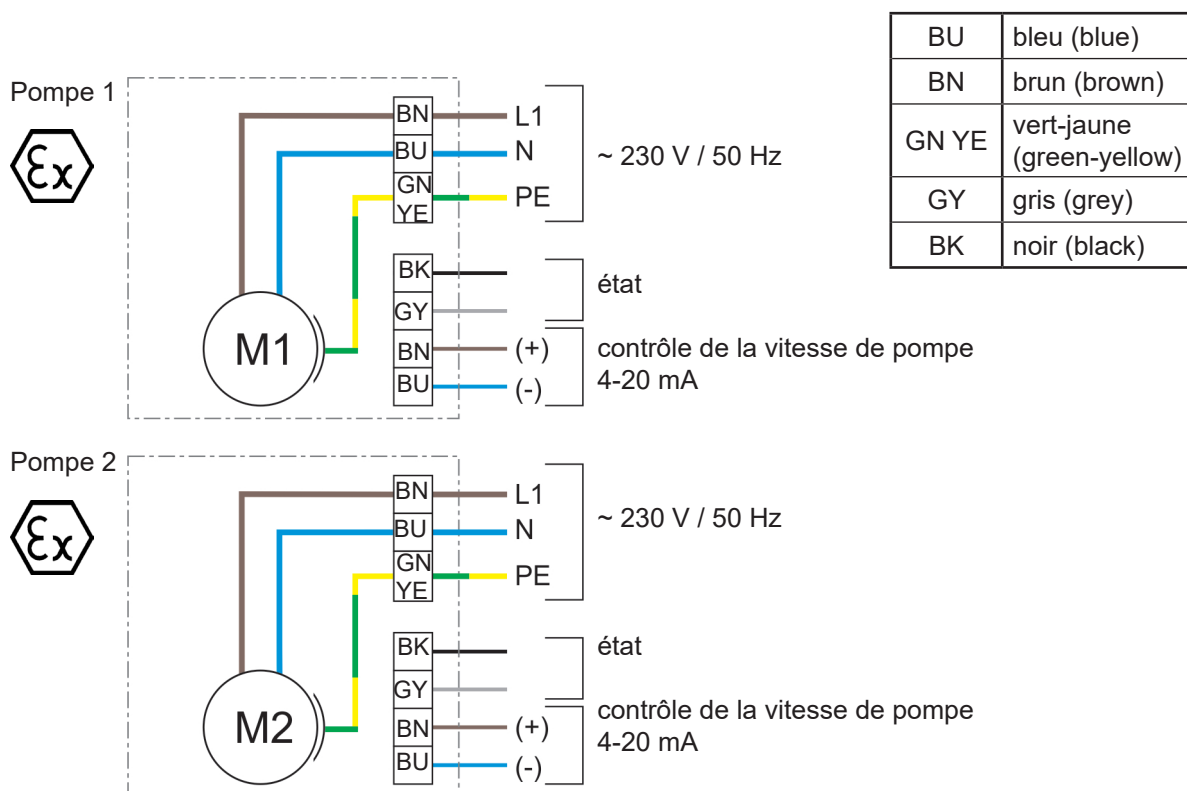 BU bleu (blue)
BN brun (brown)
GN YE vert-jaune
(green-yellow)
GY gris (grey)
BK noir (black)
Pompe 1
Ex
BN L1
BU N
GN
YE PE
~ 230 V / 50 Hz
BK
GY
état
BN (+)
BU (-)
contrôle de la vitesse de pompe
4-20 mA
M1
Pompe 2
Ex
BN L1
BU N
GN
YE PE
~ 230 V / 50 Hz
BK
GY
état
BN (+)
BU (-)
contrôle de la vitesse de pompe
4-20 mA
M2